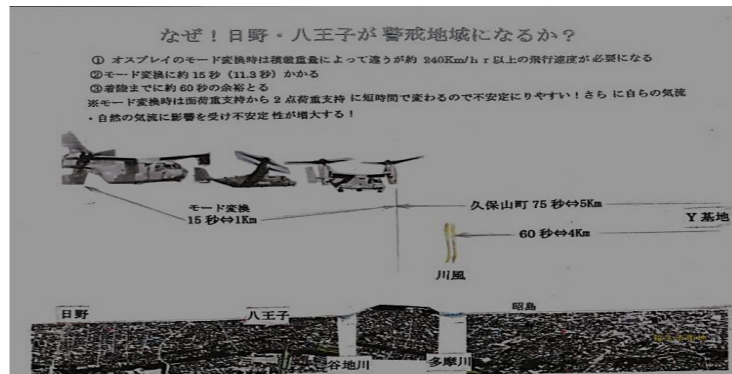 なぜ！日野・八王子が警戒地域になるか？
① オスプレイのモード変換時は積載重量によって違うが約 240Km/hr以上の飛行速度が必要になる
②モード変換に約 15 秒（11.3 秒）かかる
③着陸までに約 60 秒の余裕とる
※モード変換時は面荷重支持から 2 点荷重支持 に短時間で変わるので不安定にりやすい！さら に自らの気流
・自然の気流に影響を受け不安定 性が増大する！
モード変換
15 秒⇔1Km
久保山町 75 秒⇔5Km
Y 基地
60 秒⇔4Km
川風
日野
八王子
昭島
谷地川
多摩川